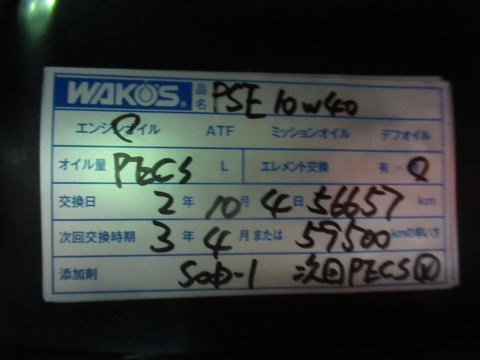 WAKO'S. 品名 PSE 10w40
エンジンオイル ATF ミッションオイル デフオイル
オイル量 PECS L エレメント交換 有・
交換日 2年 10月 4日 56657 km
次回交換時期 3年 4月または 59500 kmの早い方
添加剤 次回PECS